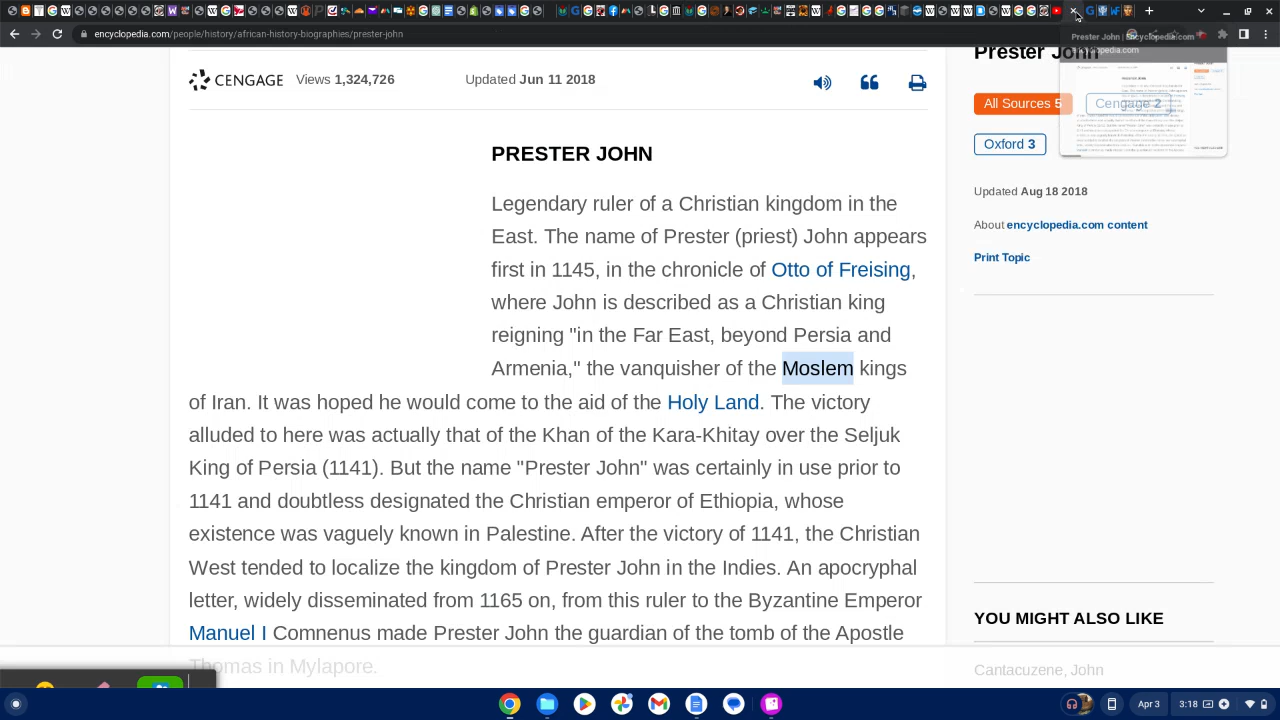 encyclopedia.com/people/history/african-history-biographies/prester-john
Prester John | Encyclopedia.com
encyclopedia.com
Prester John
CENGAGE Views 1,324,726 Updated Jun 11 2018
All Sources 5 Cengage 2
Oxford 3
Updated Aug 18 2018
About encyclopedia.com content
Print Topic
PRESTER JOHN
Legendary ruler of a Christian kingdom in the
East. The name of Prester (priest) John appears
first in 1145, in the chronicle of Otto of Freising,
where John is described as a Christian king
reigning "in the Far East, beyond Persia and
Armenia," the vanquisher of the Moslem kings
of Iran. It was hoped he would come to the aid of the Holy Land. The victory
alluded to here was actually that of the Khan of the Kara-Khitay over the Seljuk
King of Persia (1141). But the name "Prester John" was certainly in use prior to
1141 and doubtless designated the Christian emperor of Ethiopia, whose
existence was vaguely known in Palestine. After the victory of 1141, the Christian
West tended to localize the kingdom of Prester John in the Indies. An apocryphal
letter, widely disseminated from 1165 on, from this ruler to the Byzantine Emperor
Manuel I Comnenus made Prester John the guardian of the tomb of the Apostle
Thomas in Mylapore.
YOU MIGHT ALSO LIKE
Cantacuzene, John
Apr 3 3:18